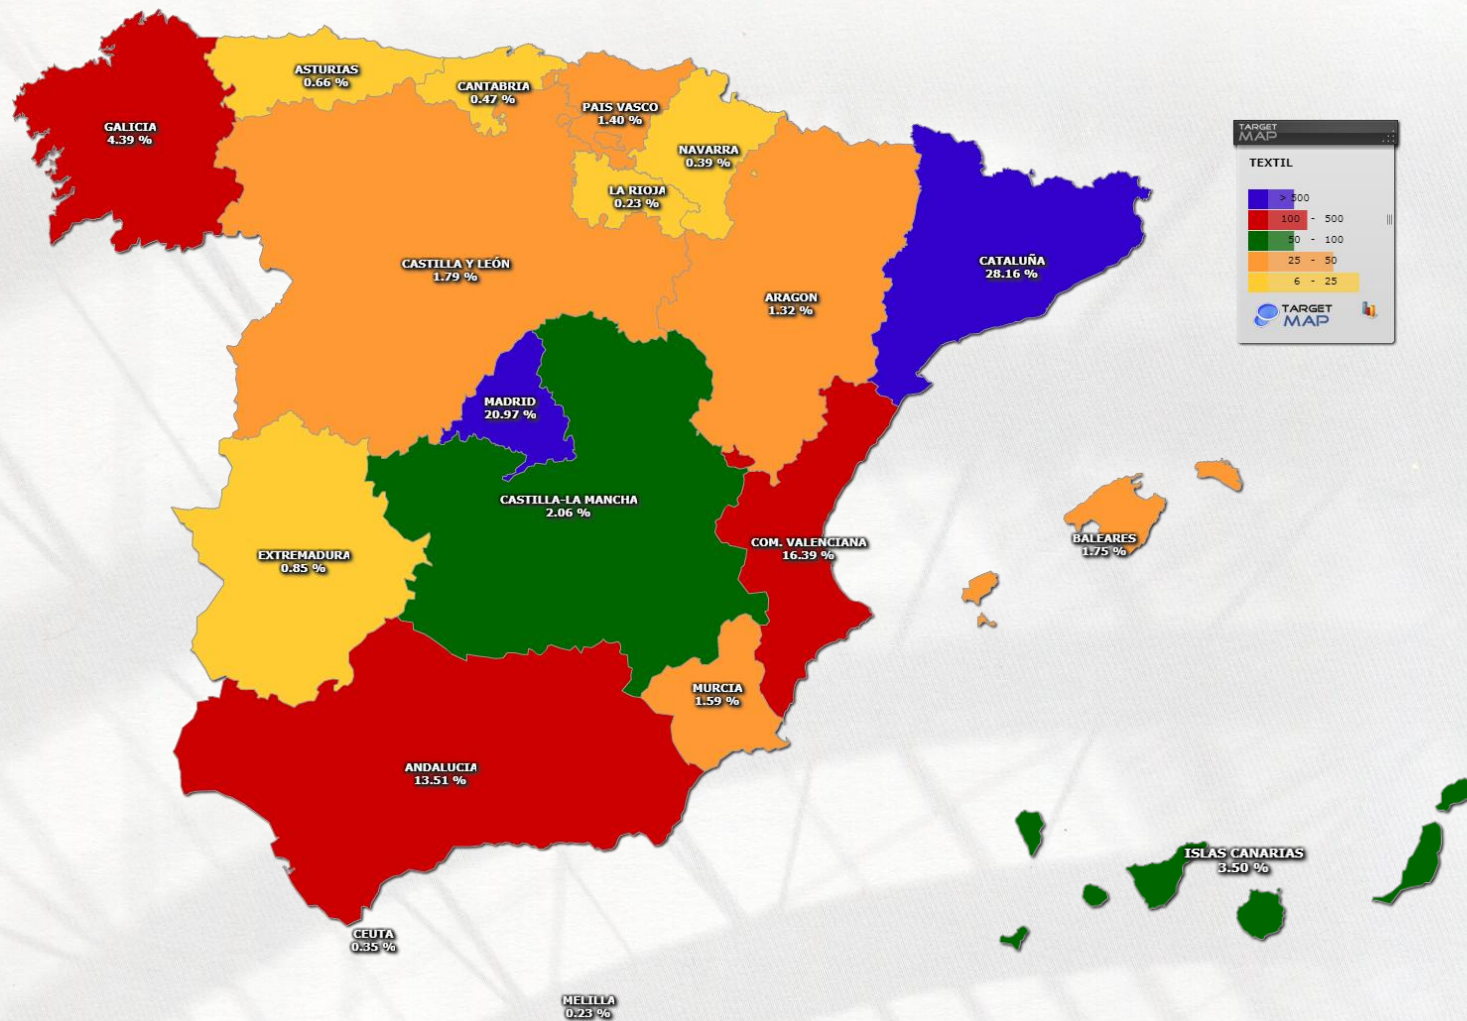 ASTURIAS
0.66 %
CANTABRIA
0.47 %
PAIS VASCO
1.40 %
GALICIA
4.39 %
NAVARRA
0.39 %
LA RIOJA
0.23 %
CASTILLA Y LEÓN
1.79 %
ARAGON
1.32 %
CATALUÑA
28.16 %
MADRID
20.97 %
CASTILLA-LA MANCHA
2.06 %
COM. VALENCIANA
16.39 %
BALEARES
1.75 %
EXTREMADURA
0.85 %
MURCIA
1.59 %
ANDALUCIA
13.51 %
ISLAS CANARIAS
3.50 %
CEUTA
0.35 %
MELILLA
0.23 %
TARGET
MAP
TEXTIL
> 500
100 - 500
50 - 100
25 - 50
6 - 25
TARGET
MAP